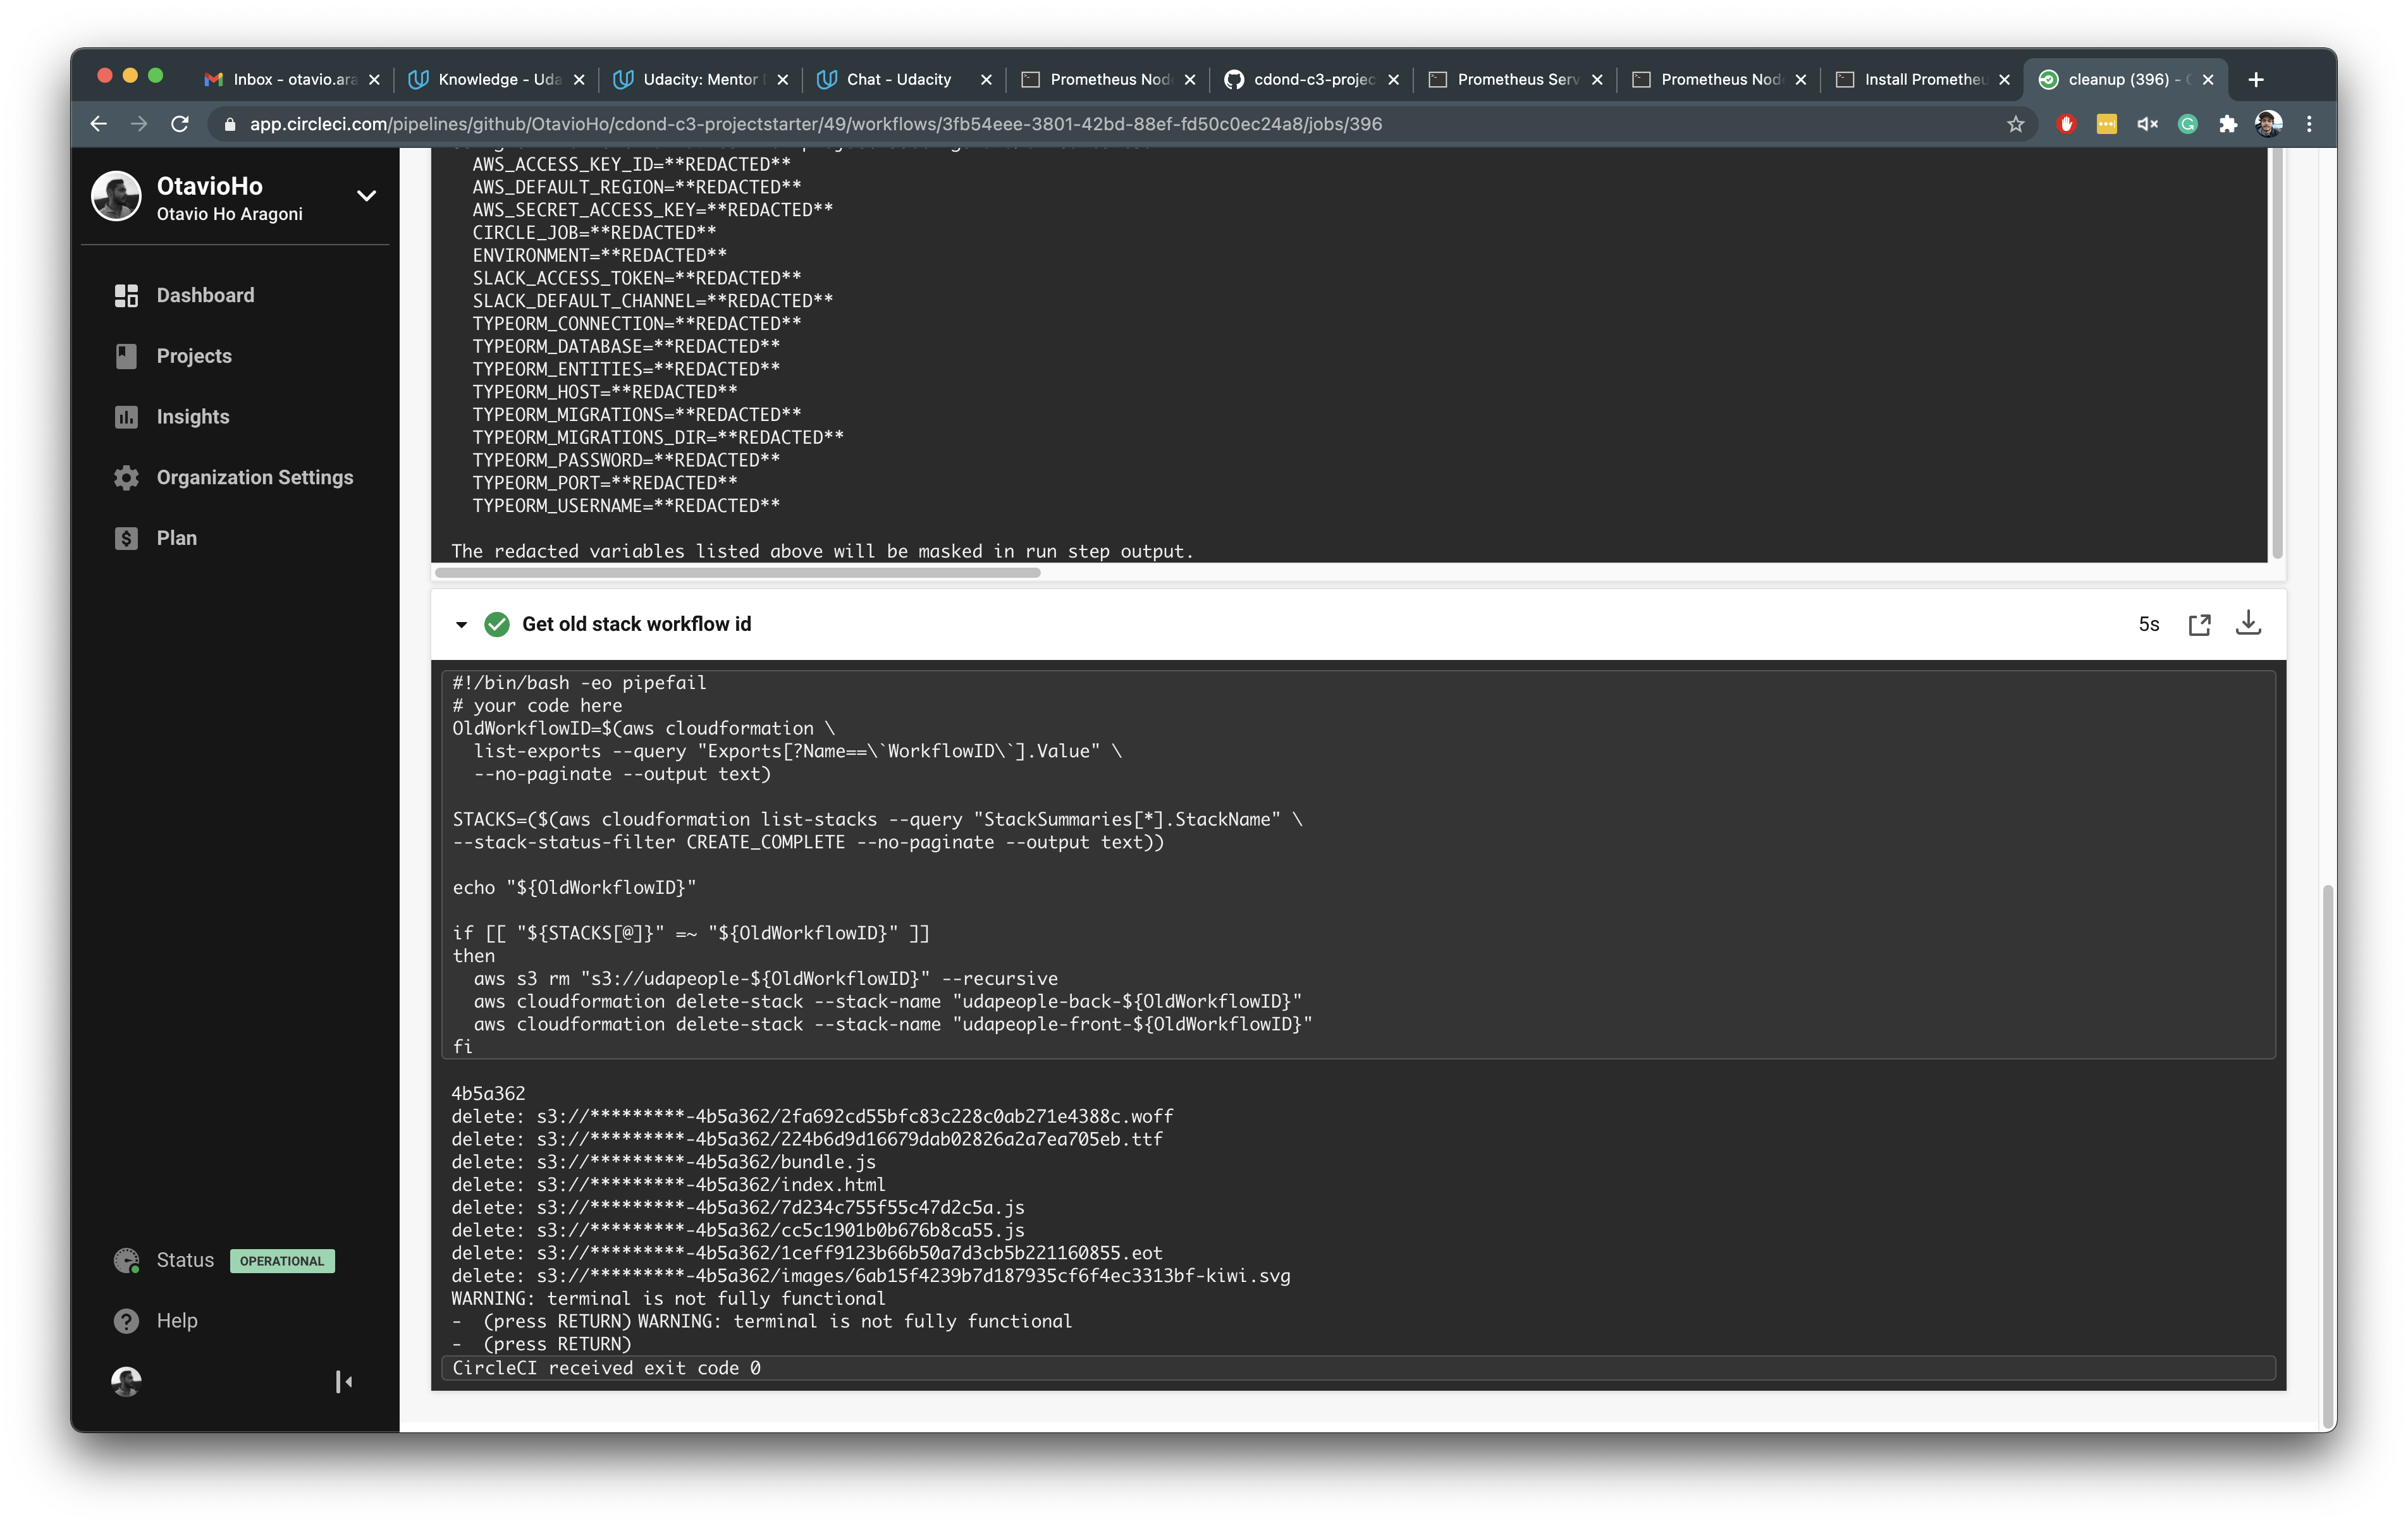 Inbox - otavio.ara
Knowledge - Uda
Udacity: Mentor
Chat - Udacity
Prometheus Nod
cdond-c3-projec
Prometheus Serv
Prometheus Nod
Install Prometheu
cleanup (396) -
app.circleci.com/pipelines/github/OtavioHo/cdond-c3-projectstarter/49/workflows/3fb54eee-3801-42bd-88ef-fd50c0ec24a8/jobs/396
OtavioHo
Otavio Ho Aragoni
Dashboard
Projects
Insights
Organization Settings
Plan
Status OPERATIONAL
Help
AWS_ACCESS_KEY_ID=**REDACTED**
AWS_DEFAULT_REGION=**REDACTED**
AWS_SECRET_ACCESS_KEY=**REDACTED**
CIRCLE_JOB=**REDACTED**
ENVIRONMENT=**REDACTED**
SLACK_ACCESS_TOKEN=**REDACTED**
SLACK_DEFAULT_CHANNEL=**REDACTED**
TYPEORM_CONNECTION=**REDACTED**
TYPEORM_DATABASE=**REDACTED**
TYPEORM_ENTITIES=**REDACTED**
TYPEORM_HOST=**REDACTED**
TYPEORM_MIGRATIONS=**REDACTED**
TYPEORM_MIGRATIONS_DIR=**REDACTED**
TYPEORM_PASSWORD=**REDACTED**
TYPEORM_PORT=**REDACTED**
TYPEORM_USERNAME=**REDACTED**
The redacted variables listed above will be masked in run step output.
Get old stack workflow id 5s
#!/bin/bash -eo pipefail
# your code here
OldWorkflowID=$(aws cloudformation \
list-exports --query "Exports[?Name==\`WorkflowID\`].Value" \
--no-paginate --output text)
STACKS=($(aws cloudformation list-stacks --query "StackSummaries[*].StackName" \
--stack-status-filter CREATE_COMPLETE --no-paginate --output text))
echo "${OldWorkflowID}"
if [[ "${STACKS[@]}" =~ "${OldWorkflowID}" ]]
then
aws s3 rm "s3://udapeople-${OldWorkflowID}" --recursive
aws cloudformation delete-stack --stack-name "udapeople-back-${OldWorkflowID}"
aws cloudformation delete-stack --stack-name "udapeople-front-${OldWorkflowID}"
fi
4b5a362
delete: s3://*********-4b5a362/2fa692cd55bfc83c228c0ab271e4388c.woff
delete: s3://*********-4b5a362/224b6d9d16679dab02826a2a7ea705eb.ttf
delete: s3://*********-4b5a362/bundle.js
delete: s3://*********-4b5a362/index.html
delete: s3://*********-4b5a362/7d234c755f55c47d2c5a.js
delete: s3://*********-4b5a362/cc5c1901b0b676b8ca55.js
delete: s3://*********-4b5a362/1ceff9123b66b50a7d3cb5b221160855.eot
delete: s3://*********-4b5a362/images/6ab15f4239b7d187935cf6f4ec3313bf-kiwi.svg
WARNING: terminal is not fully functional
- (press RETURN) WARNING: terminal is not fully functional
- (press RETURN)
CircleCI received exit code 0